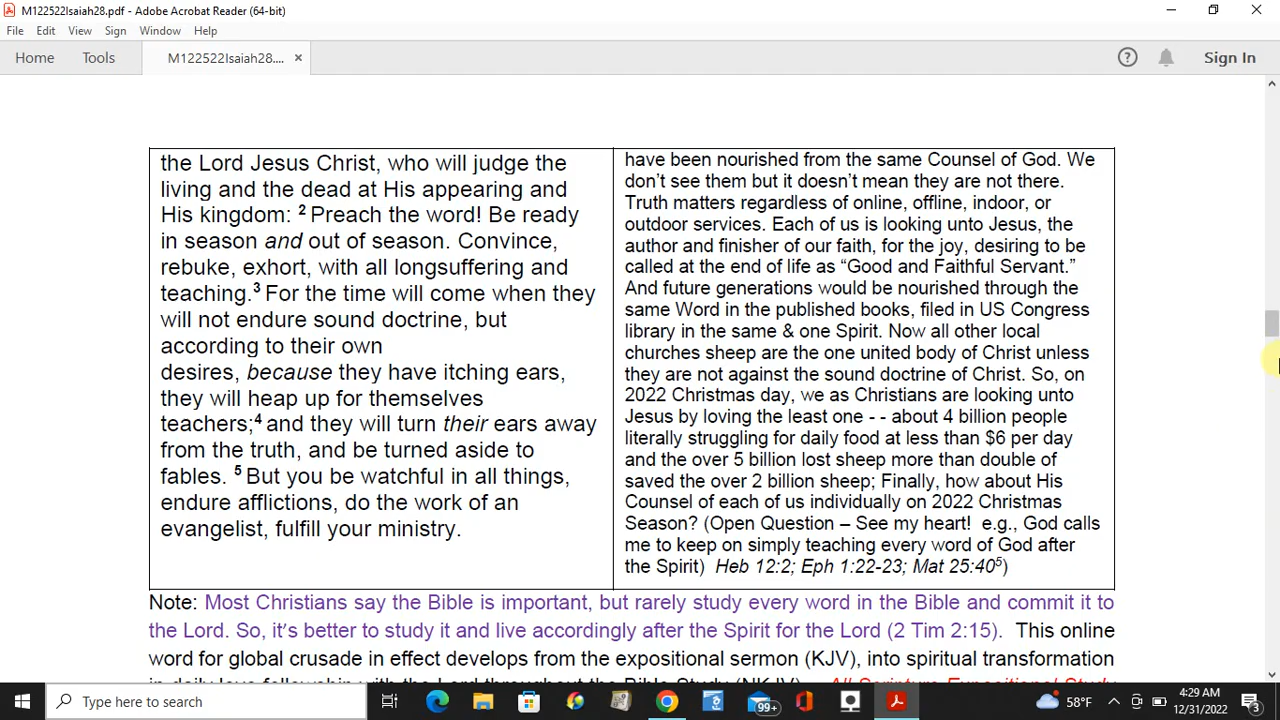 M122522Isaiah28.pdf - Adobe Acrobat Reader (64-bit)
File Edit View Sign Window Help
Home Tools M122522Isaiah28.... × ? Sign In
the Lord Jesus Christ, who will judge the
living and the dead at His appearing and
His kingdom: 2 Preach the word! Be ready
in season and out of season. Convince,
rebuke, exhort, with all longsuffering and
teaching.3 For the time will come when they
will not endure sound doctrine, but
according to their own
desires, because they have itching ears,
they will heap up for themselves
teachers;4 and they will turn their ears away
from the truth, and be turned aside to
fables. 5 But you be watchful in all things,
endure afflictions, do the work of an
evangelist, fulfill your ministry.
have been nourished from the same Counsel of God. We
don't see them but it doesn't mean they are not there.
Truth matters regardless of online, offline, indoor, or
outdoor services. Each of us is looking unto Jesus, the
author and finisher of our faith, for the joy, desiring to be
called at the end of life as “Good and Faithful Servant.”
And future generations would be nourished through the
same Word in the published books, filed in US Congress
library in the same & one Spirit. Now all other local
churches sheep are the one united body of Christ unless
they are not against the sound doctrine of Christ. So, on
2022 Christmas day, we as Christians are looking unto
Jesus by loving the least one - - about 4 billion people
literally struggling for daily food at less than $6 per day
and the over 5 billion lost sheep more than double of
saved the over 2 billion sheep; Finally, how about His
Counsel of each of us individually on 2022 Christmas
Season? (Open Question – See my heart! e.g., God calls
me to keep on simply teaching every word of God after
the Spirit) Heb 12:2; Eph 1:22-23; Mat 25:405)
Note: Most Christians say the Bible is important, but rarely study every word in the Bible and commit it to
the Lord. So, it's better to study it and live accordingly after the Spirit for the Lord (2 Tim 2:15). This online
word for global crusade in effect develops from the expositional sermon (KJV), into spiritual transformation
in daily love fellowship with the Lord throughout the Bible Study (NKJV). All Scripture Expositional Study
Type here to search
99+
58°F
4:29 AM
12/31/2022
3